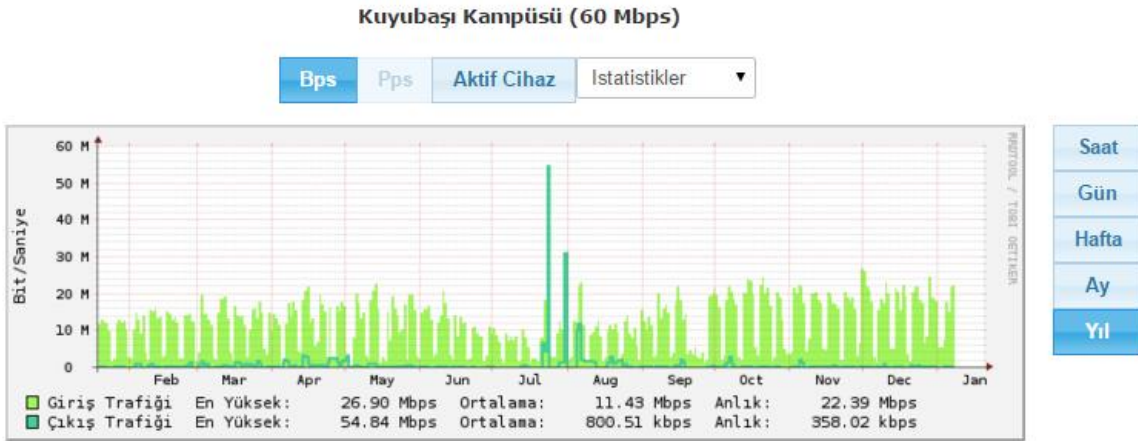 Kuyubaşı Kampüsü (60 Mbps)
Bps Pps Aktif Cihaz Istatistikler
RRDTOOL / TOBI OETIKER
Bit/Saniye
60 M
50 M
40 M
30 M
20 M
10 M
0
Feb Mar Apr May Jun Jul Aug Sep Oct Nov Dec Jan
Giriş Trafiği En Yüksek: 26.90 Mbps Ortalama: 11.43 Mbps Anlık: 22.39 Mbps
Çıkış Trafiği En Yüksek: 54.84 Mbps Ortalama: 800.51 kbps Anlık: 358.02 kbps
Saat
Gün
Hafta
Ay
Yıl